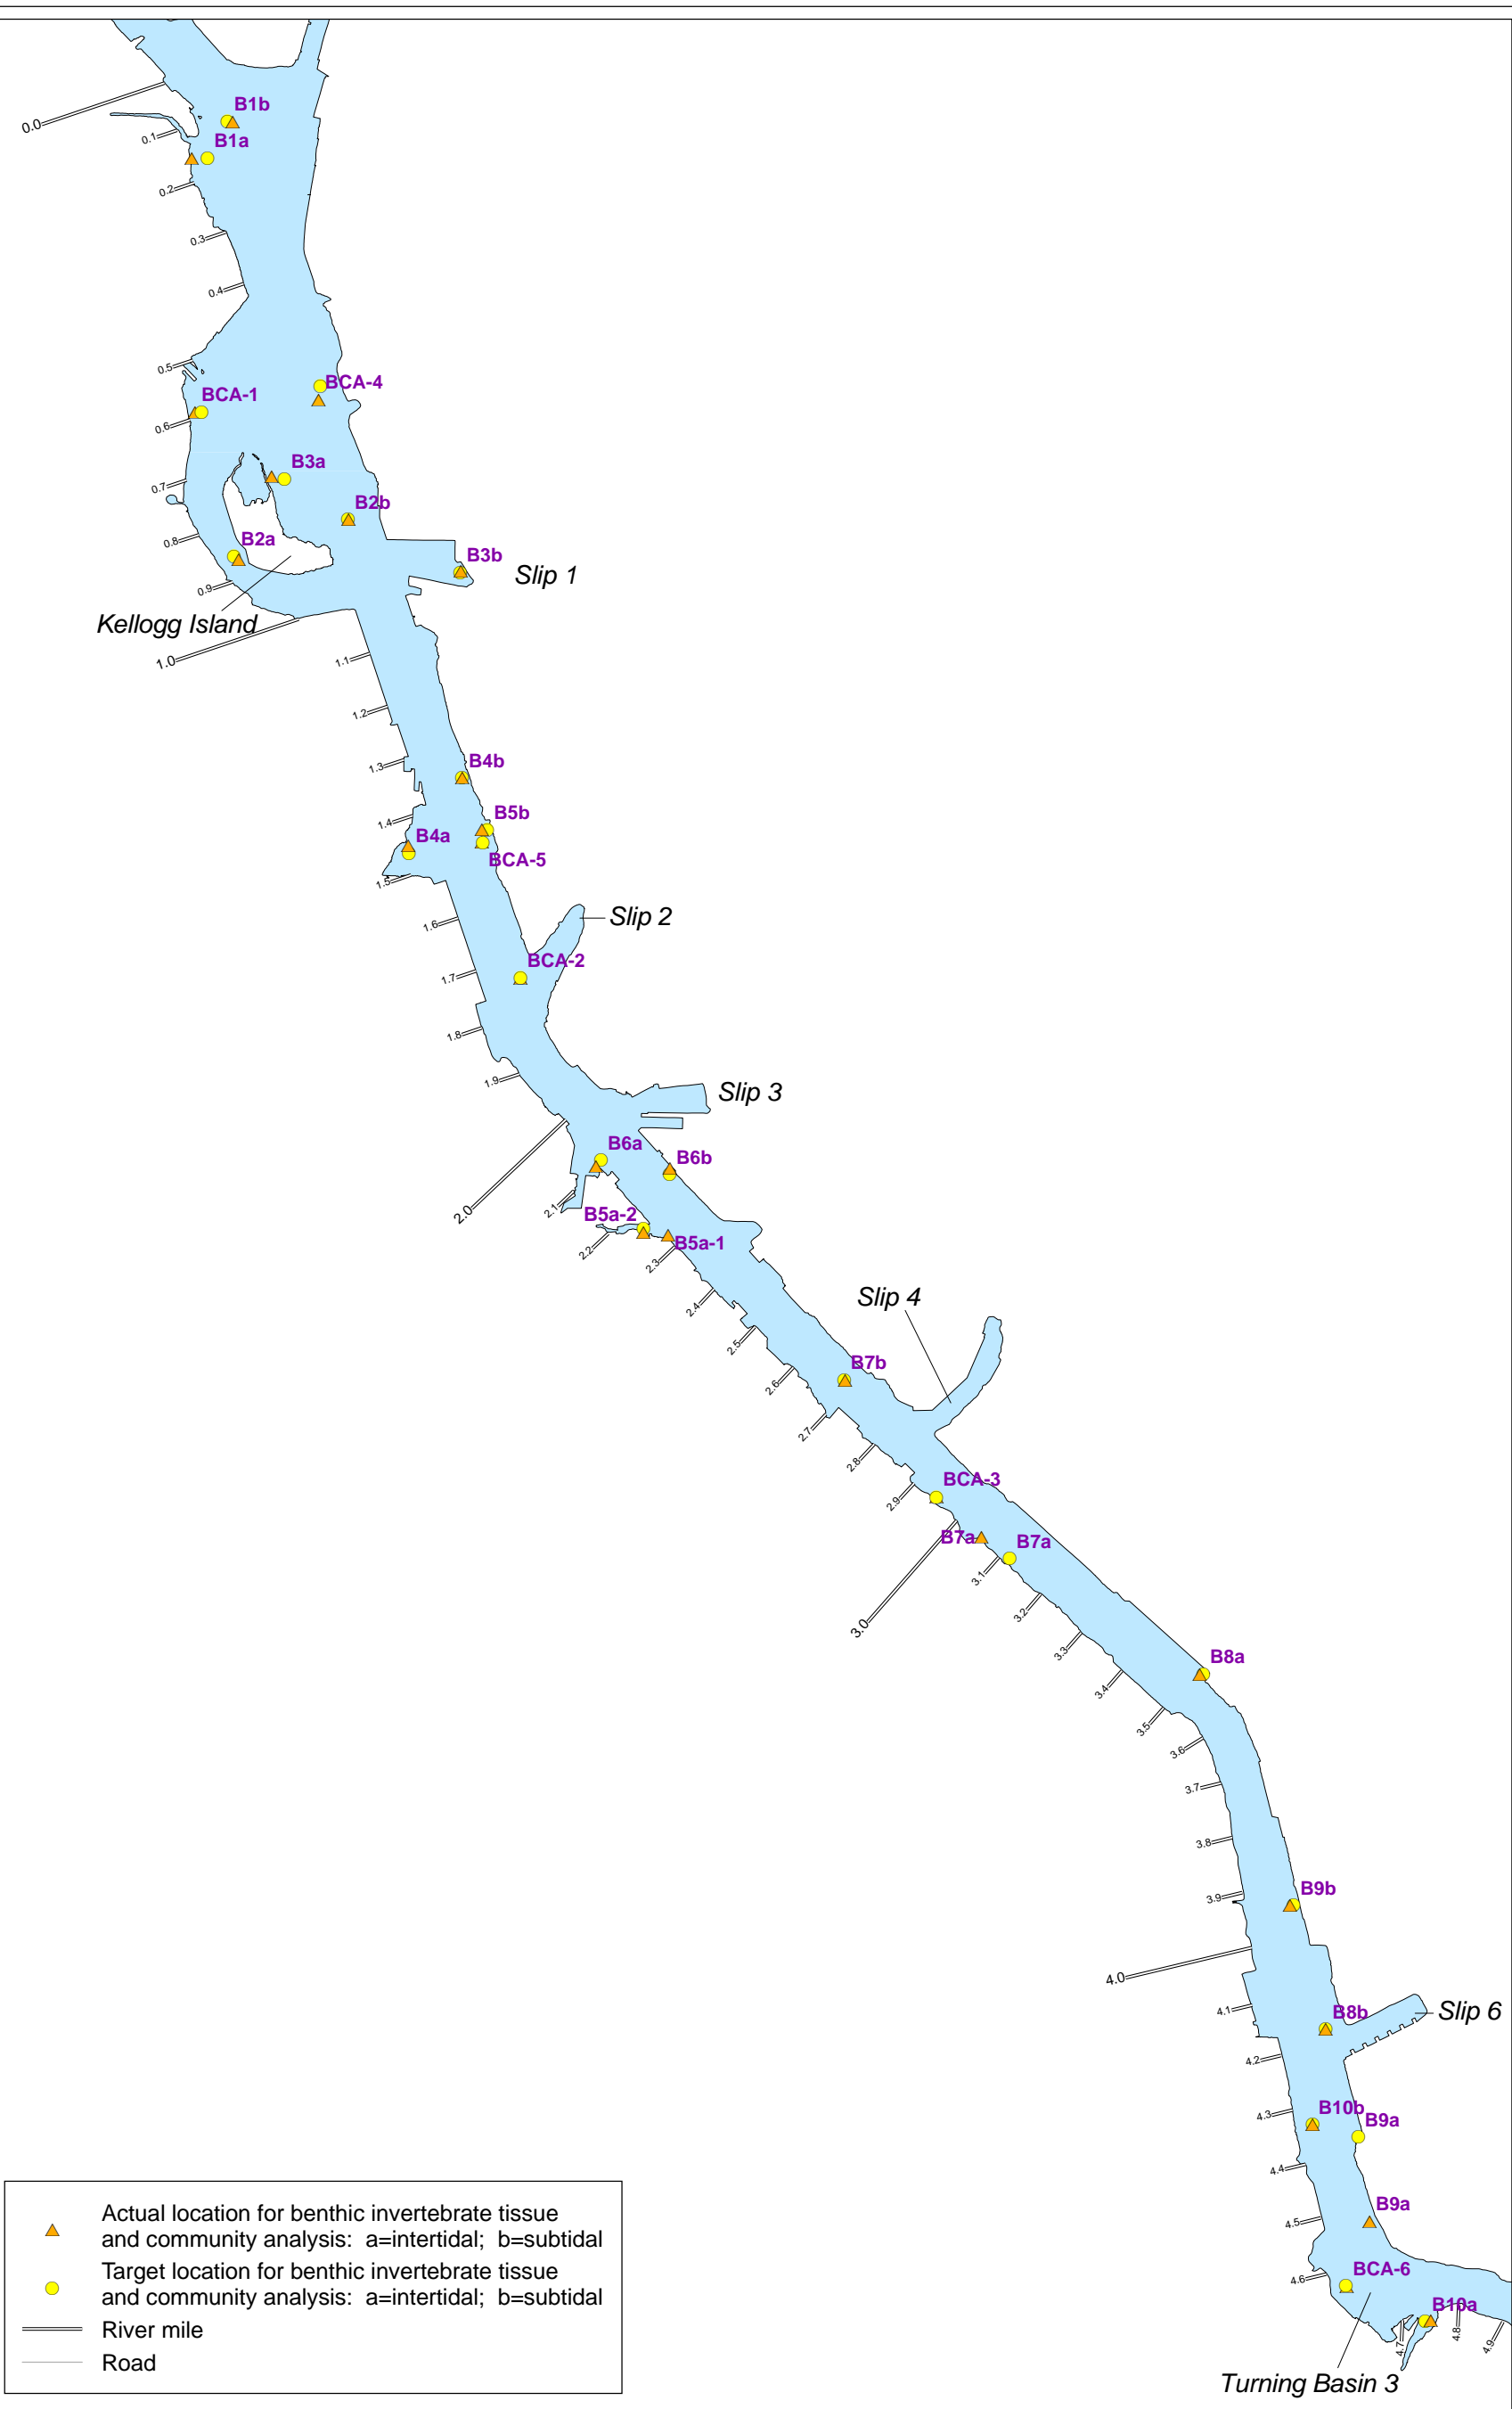 0.0
B1b
0.1
B1a
0.2
0.3
0.4
0.5
BCA-4
BCA-1
0.6
B3a
0.7
B2b
0.8
B2a
B3b
Slip 1
0.9
Kellogg Island
1.0
1.1
1.2
1.3
B4b
B5b
1.4
B4a
BCA-5
1.5
Slip 2
1.6
BCA-2
1.7
1.8
1.9
Slip 3
B6a
B6b
2.0
2.1
B5a-2
B5a-1
2.2
2.3
Slip 4
2.4
2.5
B7b
2.6
2.7
2.8
BCA-3
2.9
B7a
B7a
3.1
3.0
3.2
3.3
B8a
3.4
3.5
3.6
3.7
3.8
B9b
3.9
4.0
B8b
Slip 6
4.1
4.2
B10b
4.3
B9a
4.4
B9a
4.5
BCA-6
4.6
B10a
4.7
4.8
4.9
Turning Basin 3
Actual location for benthic invertebrate tissue
and community analysis: a=intertidal; b=subtidal
Target location for benthic invertebrate tissue
and community analysis: a=intertidal; b=subtidal
River mile
Road